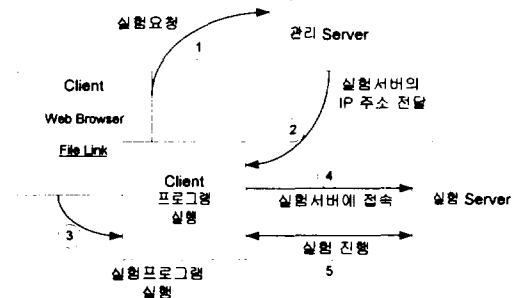 실험요청
1
관리 Server
Client
Web Browser
File Link
실험서버의
IP 주소 전달
2
Client
프로그램
실행
4
실험서버에 접속
실험 Server
3
실험 진행
5
실험프로그램
실행